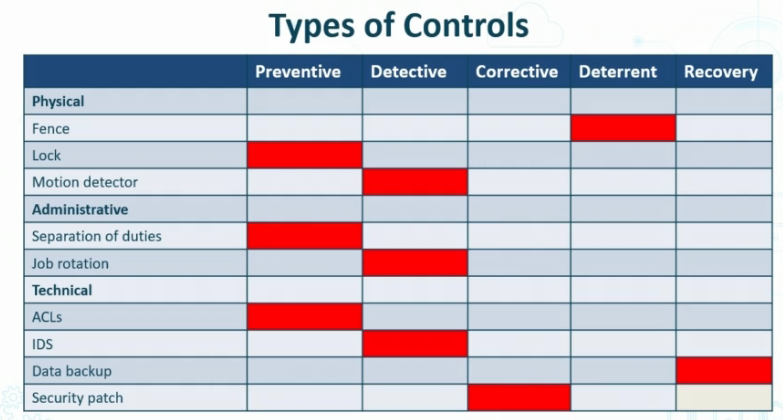 Types of Controls
Preventive Detective Corrective Deterrent Recovery
Physical
Fence
Lock
Motion detector
Administrative
Separation of duties
Job rotation
Technical
ACLs
IDS
Data backup
Security patch